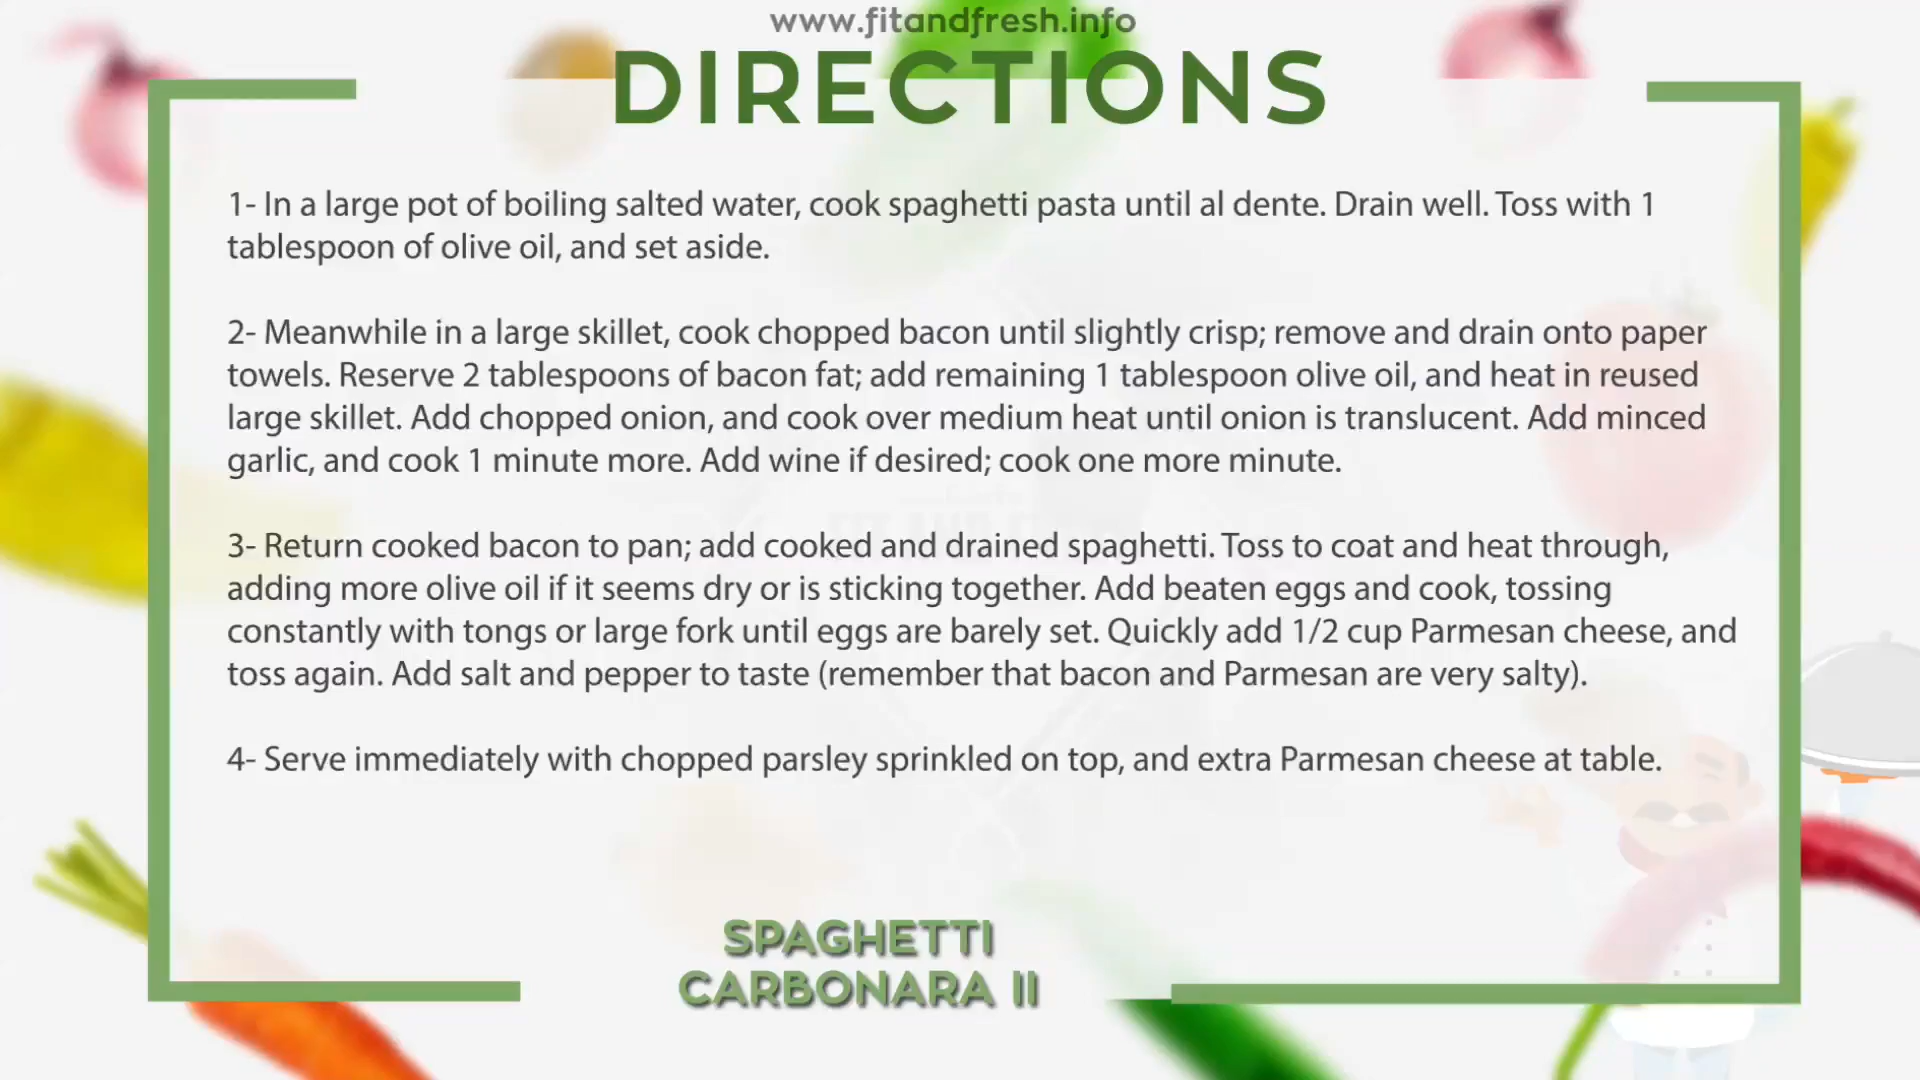 www.fitandfresh.info
DIRECTIONS
1- In a large pot of boiling salted water, cook spaghetti pasta until al dente. Drain well. Toss with 1
tablespoon of olive oil, and set aside.
2- Meanwhile in a large skillet, cook chopped bacon until slightly crisp; remove and drain onto paper
towels. Reserve 2 tablespoons of bacon fat; add remaining 1 tablespoon olive oil, and heat in reused
large skillet. Add chopped onion, and cook over medium heat until onion is translucent. Add minced
garlic, and cook 1 minute more. Add wine if desired; cook one more minute.
3- Return cooked bacon to pan; add cooked and drained spaghetti. Toss to coat and heat through,
adding more olive oil if it seems dry or is sticking together. Add beaten eggs and cook, tossing
constantly with tongs or large fork until eggs are barely set. Quickly add 1/2 cup Parmesan cheese, and
toss again. Add salt and pepper to taste (remember that bacon and Parmesan are very salty).
4- Serve immediately with chopped parsley sprinkled on top, and extra Parmesan cheese at table.
SPAGHETTI
CARBONARA II